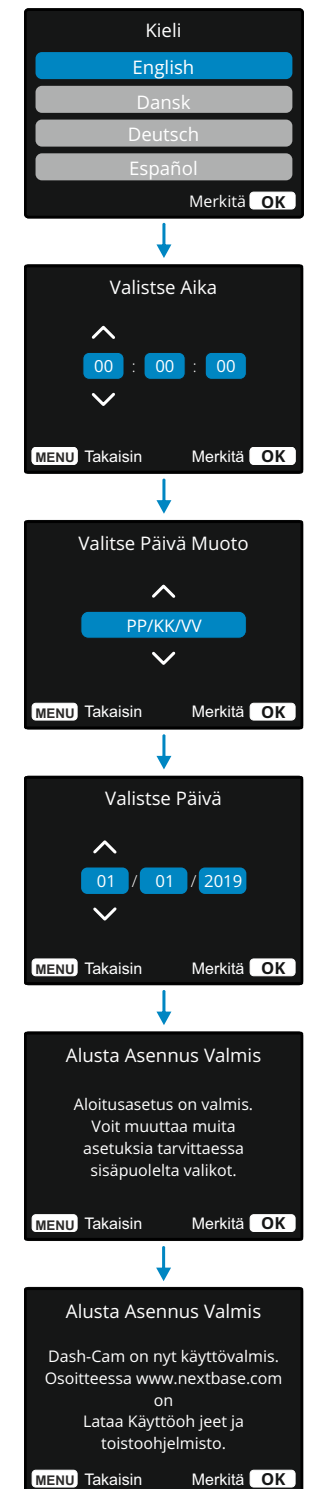 Kieli
English
Dansk
Deutsch
Español
Merkitä OK
Valistse Aika
00 : 00 : 00
MENU Takaisin Merkitä OK
Valitse Päivä Muoto
PP/KK/VV
MENU Takaisin Merkitä OK
Valistse Päivä
01 / 01 / 2019
MENU Takaisin Merkitä OK
Alusta Asennus Valmis
Aloitusasetus on valmis.
Voit muuttaa muita
asetuksia tarvittaessa
sisäpuolelta valikot.
MENU Takaisin Merkitä OK
Alusta Asennus Valmis
Dash-Cam on nyt käyttövalmis.
Osoitteessa www.nextbase.com
on
Lataa Käyttöoh jeet ja
toistoohjelmisto.
MENU Takaisin Merkitä OK